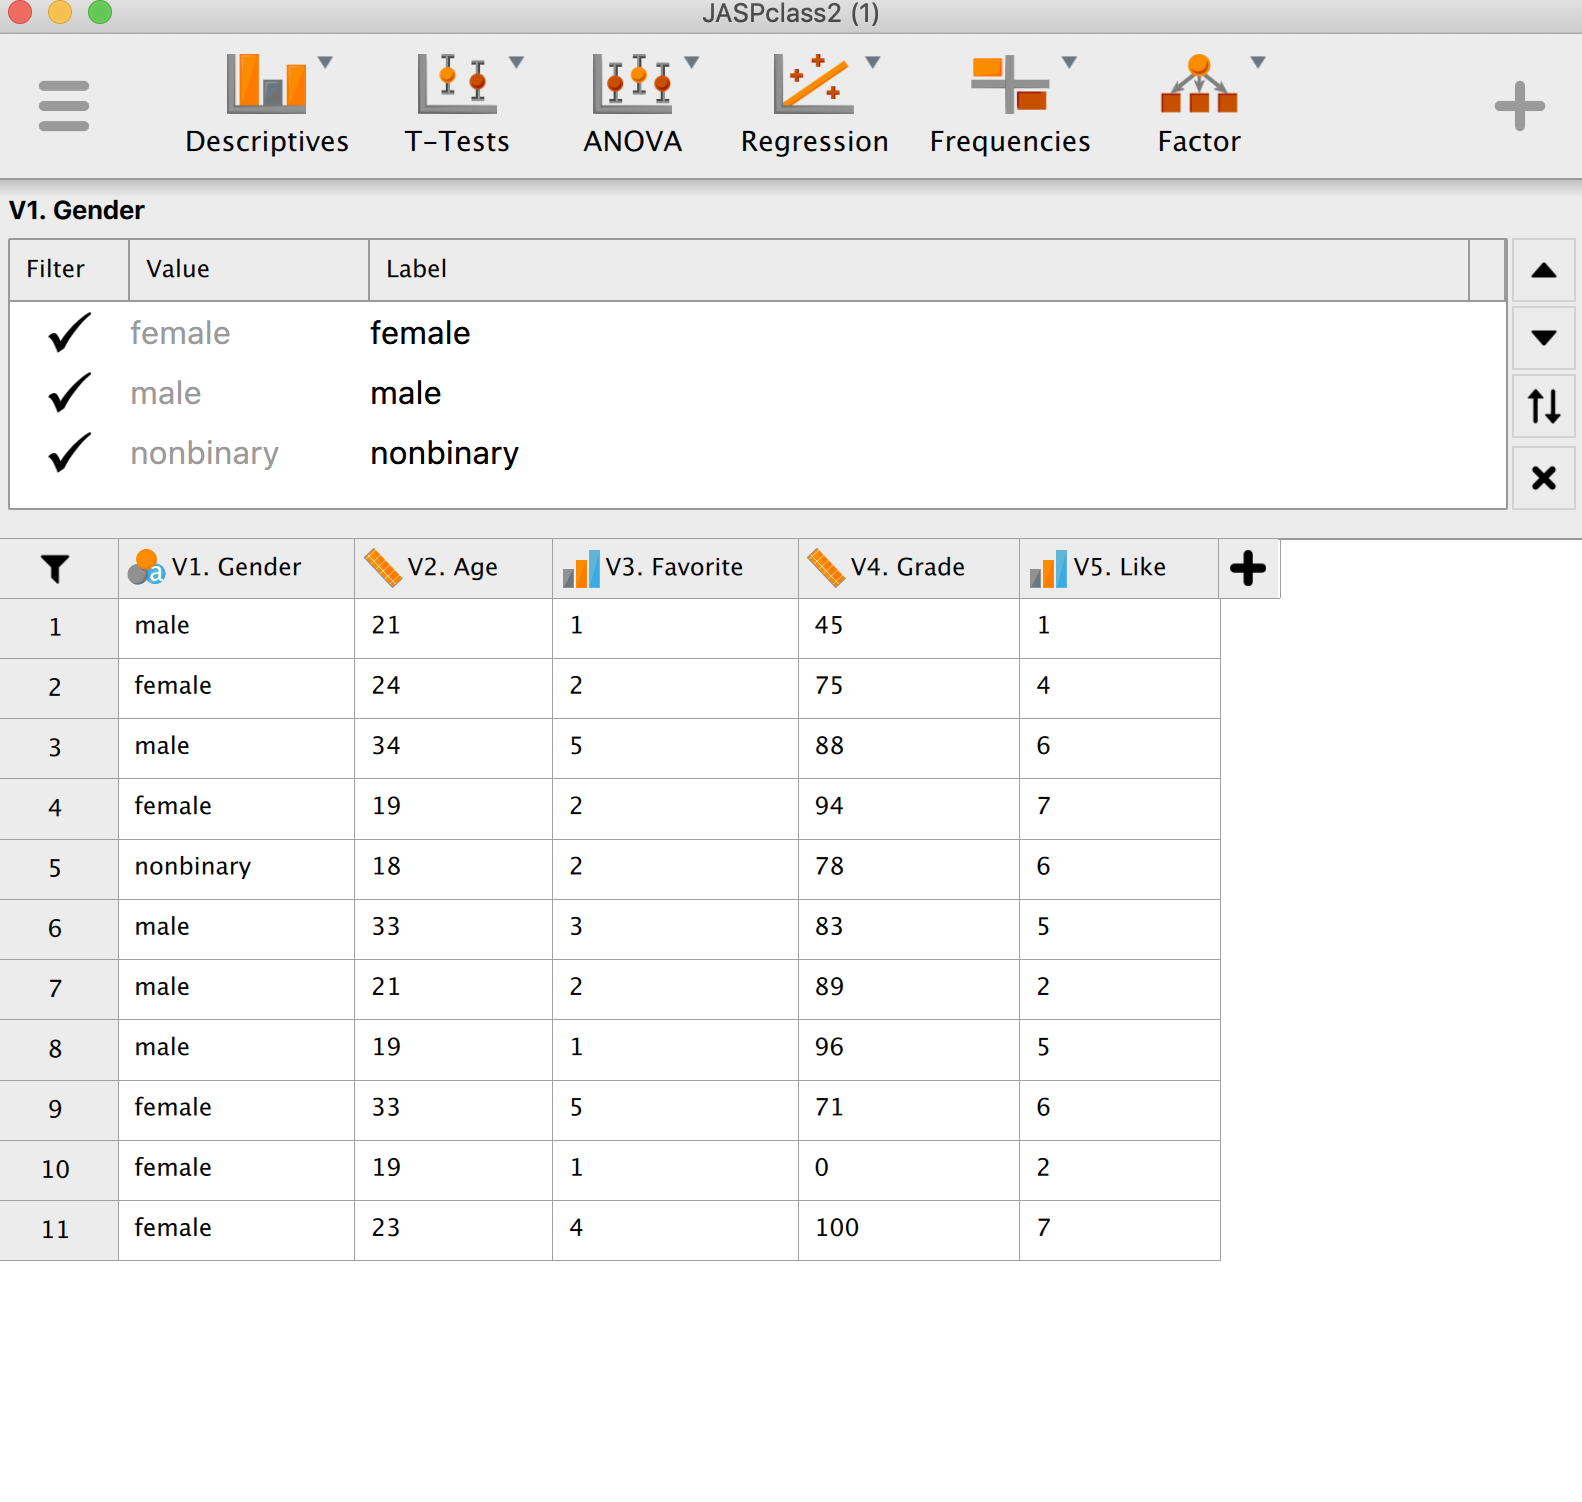 JASPclass2 (1)
Descriptives T-Tests ANOVA Regression Frequencies Factor
V1. Gender
Filter Value Label
female female
male male
nonbinary nonbinary
a V1. Gender V2. Age V3. Favorite V4. Grade V5. Like
1 male 21 1 45 1
2 female 24 2 75 4
3 male 34 5 88 6
4 female 19 2 94 7
5 nonbinary 18 2 78 6
6 male 33 3 83 5
7 male 21 2 89 2
8 male 19 1 96 5
9 female 33 5 71 6
10 female 19 1 0 2
11 female 23 4 100 7